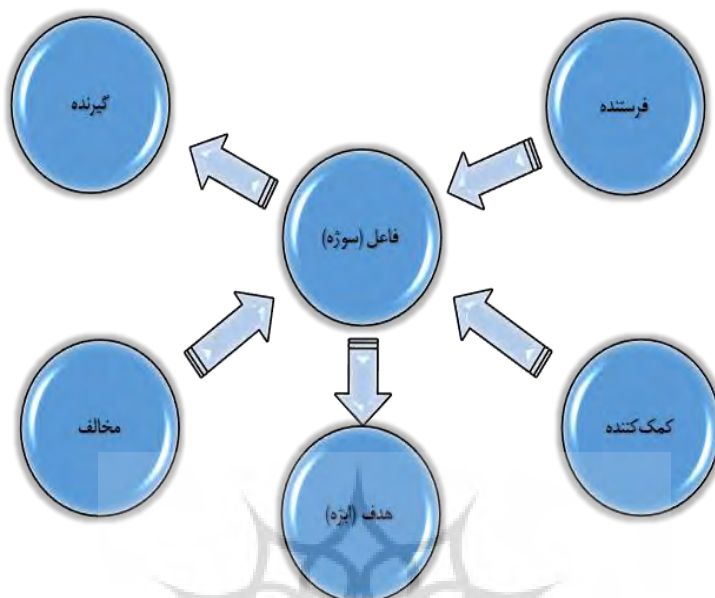 فرستنده
گیرنده
فاعل (سوژه)
کمک‌کننده
مخالف
هدف (ابژه)